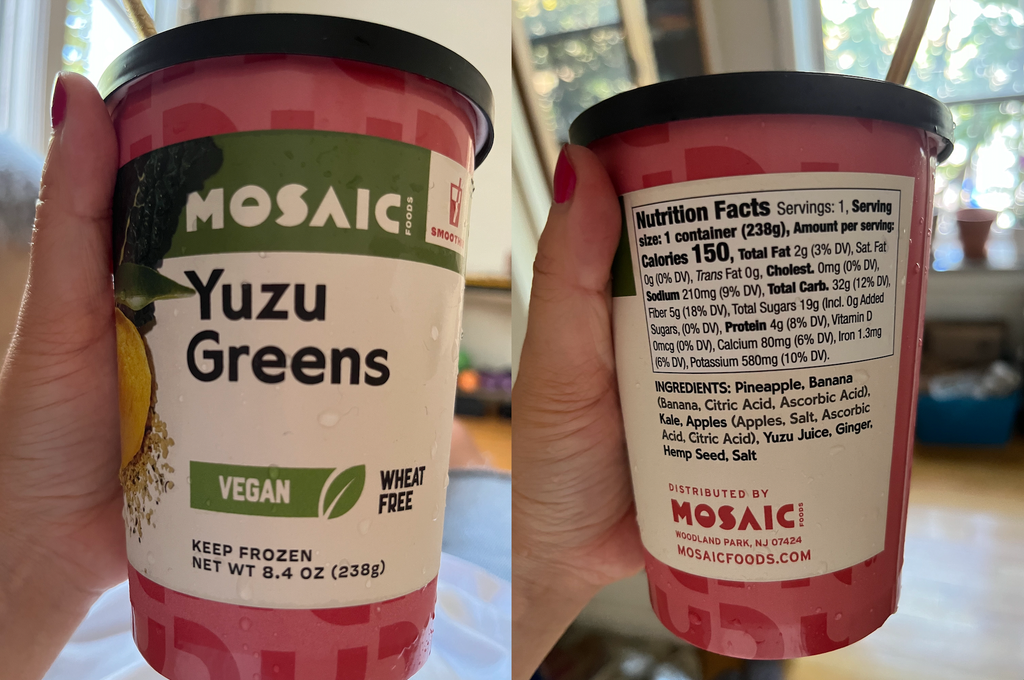 MOSAIC FOODS
Yuzu
Greens
VEGAN
WHEAT
FREE
KEEP FROZEN
NET WT 8.4 OZ (238g)
Nutrition Facts Servings: 1, Serving
size: 1 container (238g), Amount per serving:
Calories 150, Total Fat 2g (3% DV), Sat. Fat
0g (0% DV), Trans Fat 0g, Cholest. 0mg (0% DV),
Sodium 210mg (9% DV), Total Carb. 32g (12% DV),
Fiber 5g (18% DV), Total Sugars 19g (Incl. 0g Added
Sugars, (0% DV), Protein 4g (8% DV), Vitamin D
0mcg (0% DV), Calcium 80mg (6% DV), Iron 1.3mg
(6% DV), Potassium 580mg (10% DV).
INGREDIENTS: Pineapple, Banana
(Banana, Citric Acid, Ascorbic Acid),
Kale, Apples (Apples, Salt, Ascorbic
Acid, Citric Acid), Yuzu Juice, Ginger,
Hemp Seed, Salt
DISTRIBUTED BY
MOSAIC FOODS
WOODLAND PARK, NJ 07424
MOSAICFOODS.COM